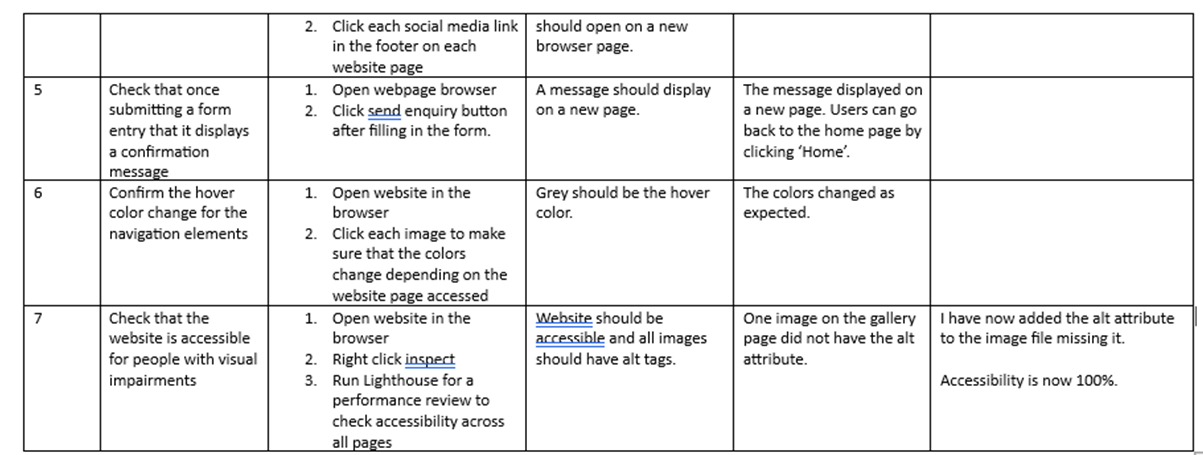 2. Click each social media link
in the footer on each
website page
should open on a new
browser page.
5
Check that once
submitting a form
entry that it displays
a confirmation
message
1. Open webpage browser
2. Click send enquiry button
after filling in the form.
A message should display
on a new page.
The message displayed on
a new page. Users can go
back to the home page by
clicking ‘Home’.
6
Confirm the hover
color change for the
navigation elements
1. Open website in the
browser
2. Click each image to make
sure that the colors
change depending on the
website page accessed
Grey should be the hover
color.
The colors changed as
expected.
7
Check that the
website is accessible
for people with visual
impairments
1. Open website in the
browser
2. Right click inspect
3. Run Lighthouse for a
performance review to
check accessibility across
all pages
Website should be
accessible and all images
should have alt tags.
One image on the gallery
page did not have the alt
attribute.
I have now added the alt attribute
to the image file missing it.
Accessibility is now 100%.